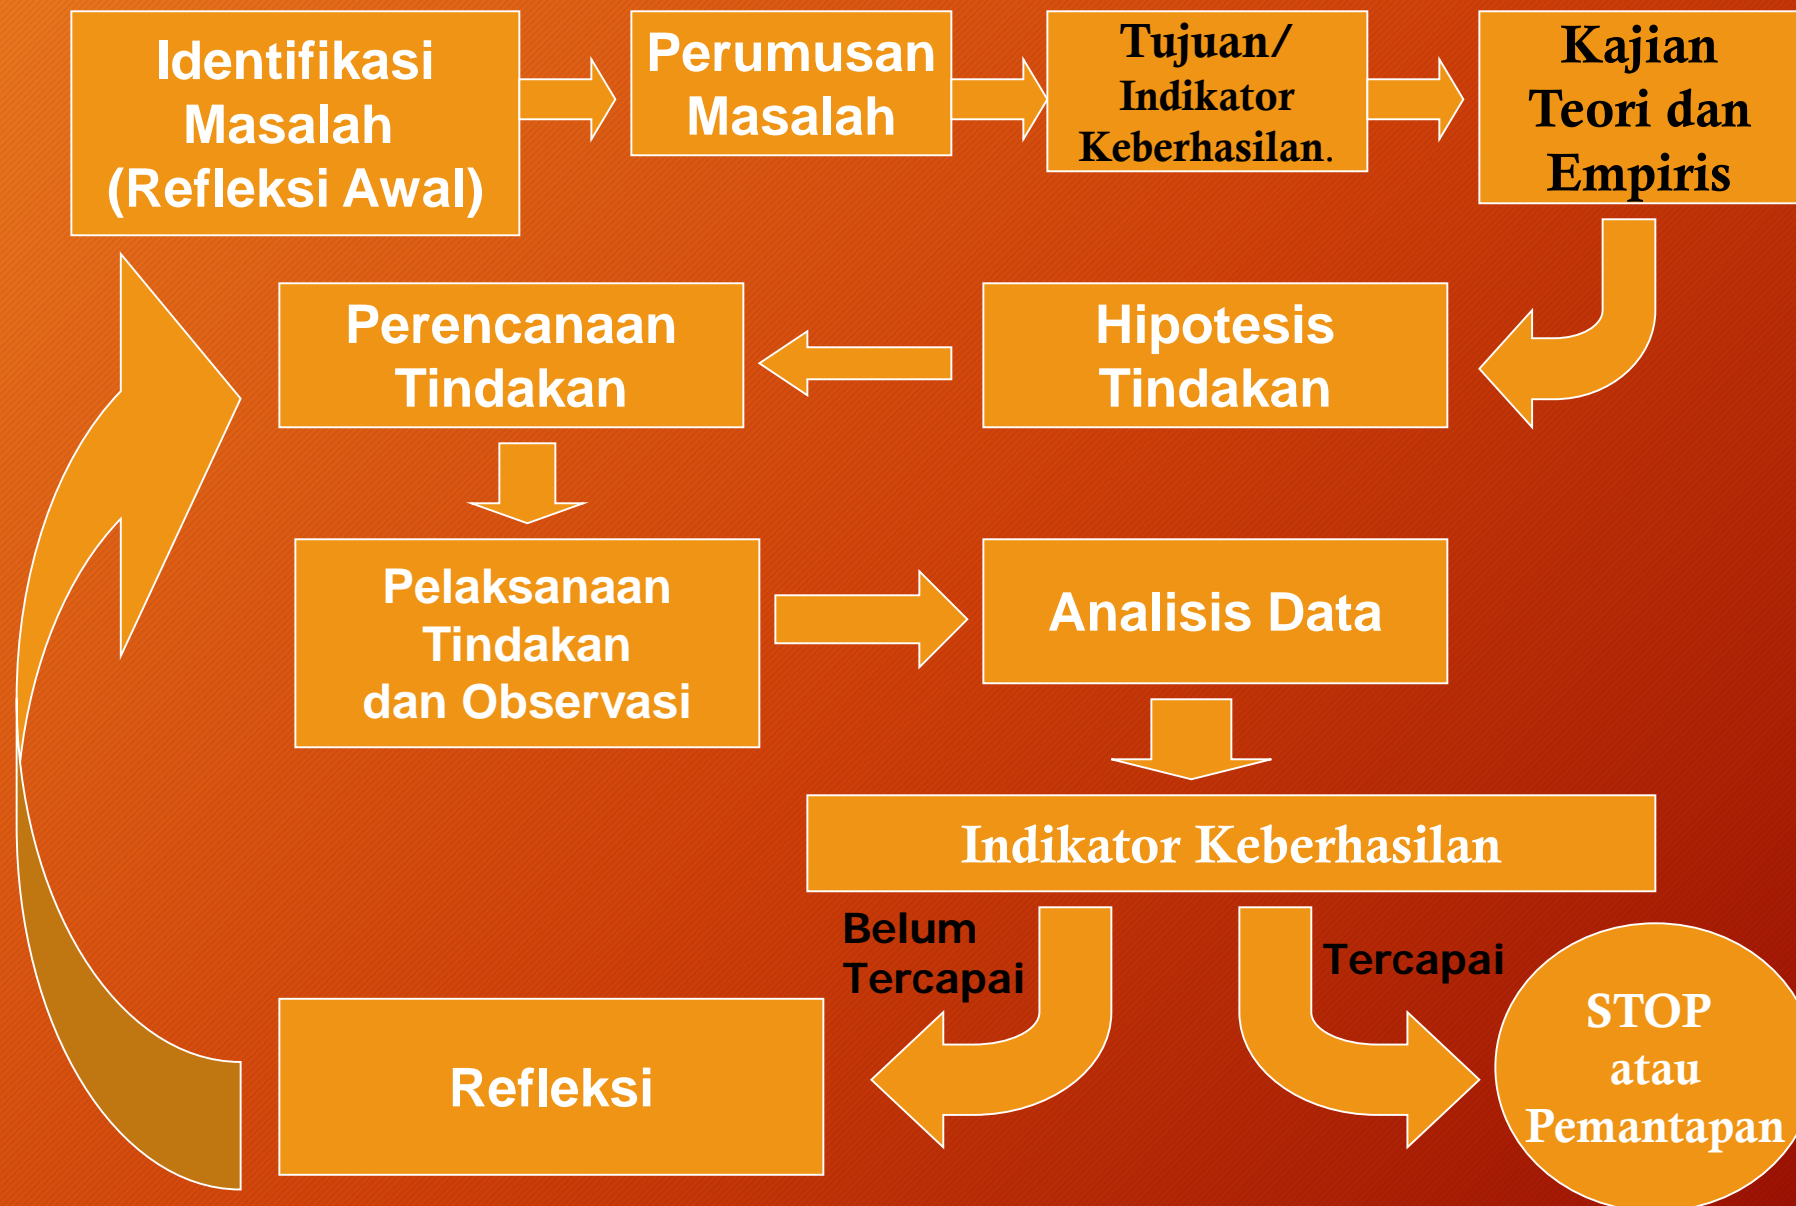 Identifikasi
Masalah
(Refleksi Awal)
Perumusan
Masalah
Tujuan/
Indikator
Keberhasilan.
Kajian
Teori dan
Empiris
Perencanaan
Tindakan
Hipotesis
Tindakan
Pelaksanaan
Tindakan
dan Observasi
Analisis Data
Indikator Keberhasilan
Belum
Tercapai
Tercapai
Refleksi
STOP
atau
Pemantapan